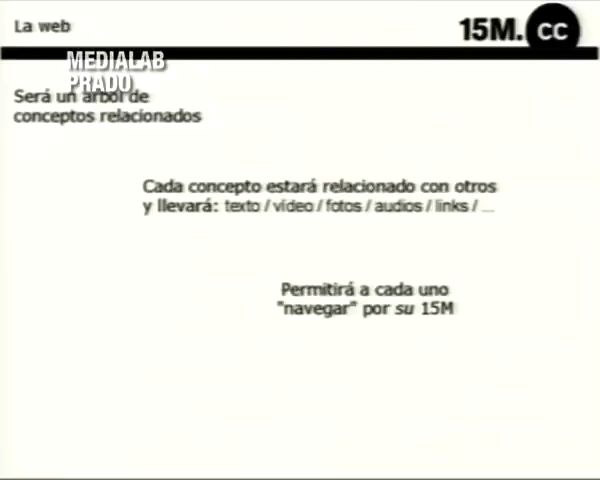 La web
15M.cc
MEDIALAB
PRADO
Será un árbol de
conceptos relacionados
Cada concepto estará relacionado con otros
y llevará: texto / vídeo / fotos / audios / links / ...
Permitirá a cada uno
"navegar" por su 15M